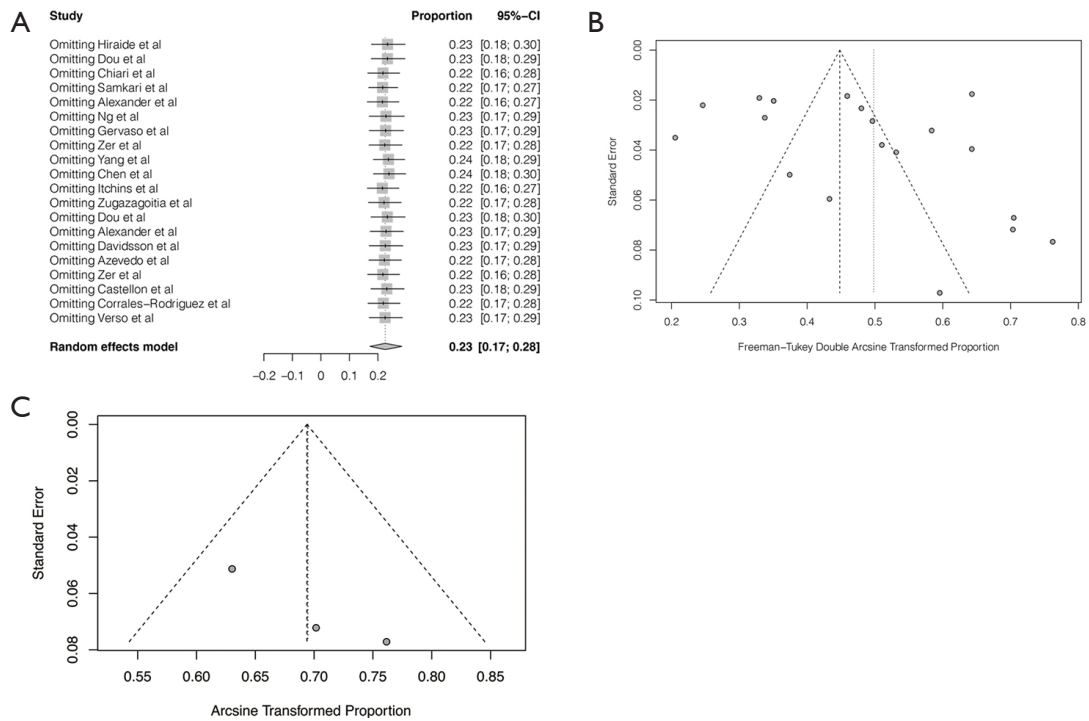 A
Study Proportion 95%−CI
Omitting Hiraide et al 0.23 [0.18; 0.30]
Omitting Dou et al 0.23 [0.18; 0.29]
Omitting Chiari et al 0.22 [0.16; 0.28]
Omitting Samkari et al 0.22 [0.17; 0.27]
Omitting Alexander et al 0.22 [0.16; 0.27]
Omitting Ng et al 0.23 [0.17; 0.29]
Omitting Gervaso et al 0.23 [0.17; 0.29]
Omitting Zer et al 0.22 [0.17; 0.28]
Omitting Yang et al 0.24 [0.18; 0.29]
Omitting Chen et al 0.24 [0.18; 0.30]
Omitting Itchins et al 0.22 [0.16; 0.27]
Omitting Zugazagoitia et al 0.22 [0.17; 0.28]
Omitting Dou et al 0.23 [0.18; 0.30]
Omitting Alexander et al 0.23 [0.17; 0.29]
Omitting Davidsson et al 0.23 [0.17; 0.29]
Omitting Azevedo et al 0.22 [0.17; 0.28]
Omitting Zer et al 0.22 [0.16; 0.28]
Omitting Castellon et al 0.23 [0.18; 0.29]
Omitting Corrales−Rodriguez et al 0.22 [0.17; 0.28]
Omitting Verso et al 0.23 [0.17; 0.29]
Random effects model 0.23 [0.17; 0.28]
−0.2 −0.1 0 0.1 0.2
B
Standard Error
0.00
0.02
0.04
0.06
0.08
0.10
0.2 0.3 0.4 0.5 0.6 0.7 0.8
Freeman−Tukey Double Arcsine Transformed Proportion
C
Standard Error
0.00
0.02
0.04
0.06
0.08
0.55 0.60 0.65 0.70 0.75 0.80 0.85
Arcsine Transformed Proportion